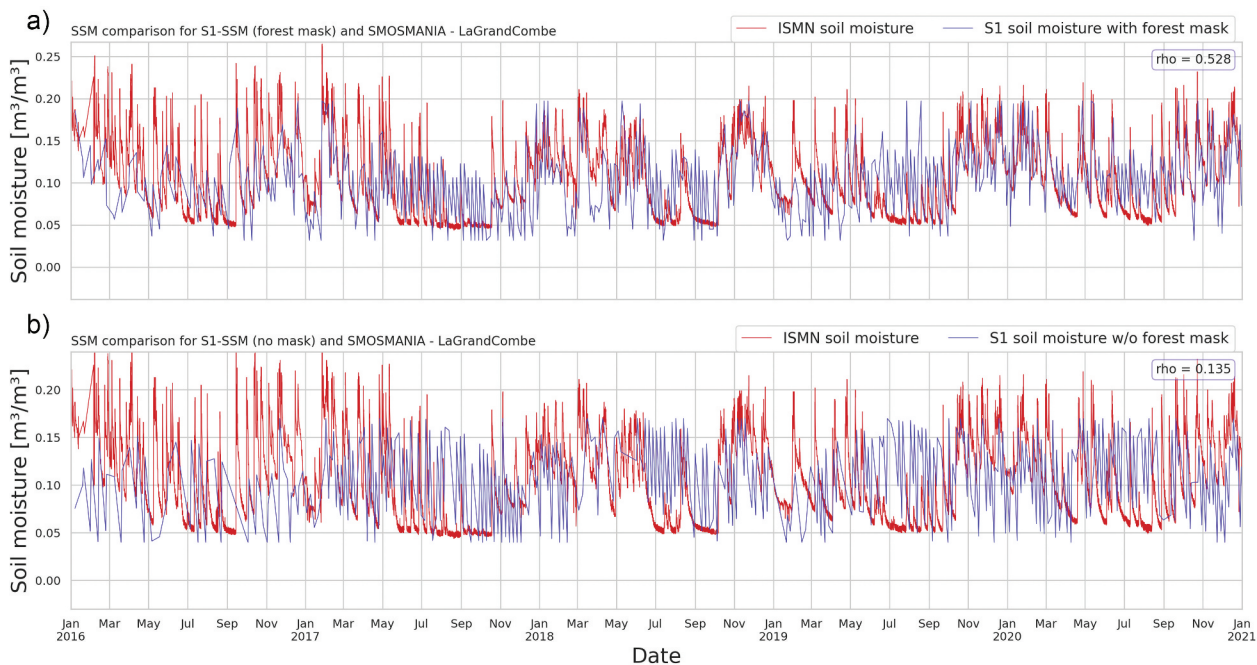 a)
SSM comparison for S1-SSM (forest mask) and SMOSMANIA - LaGrandCombe
ISMN soil moisture
S1 soil moisture with forest mask
rho = 0.528
Soil moisture [m³/m³]
0.25
0.20
0.15
0.10
0.05
0.00
b)
SSM comparison for S1-SSM (no mask) and SMOSMANIA - LaGrandCombe
ISMN soil moisture
S1 soil moisture w/o forest mask
rho = 0.135
Soil moisture [m³/m³]
0.20
0.15
0.10
0.05
0.00
Jan Mar May Jul Sep Nov Jan Mar May Jul Sep Nov Jan Mar May Jul Sep Nov Jan Mar May Jul Sep Nov Jan Mar May Jul Sep Nov Jan
2016 2017 2018 2019 2020 2021
Date